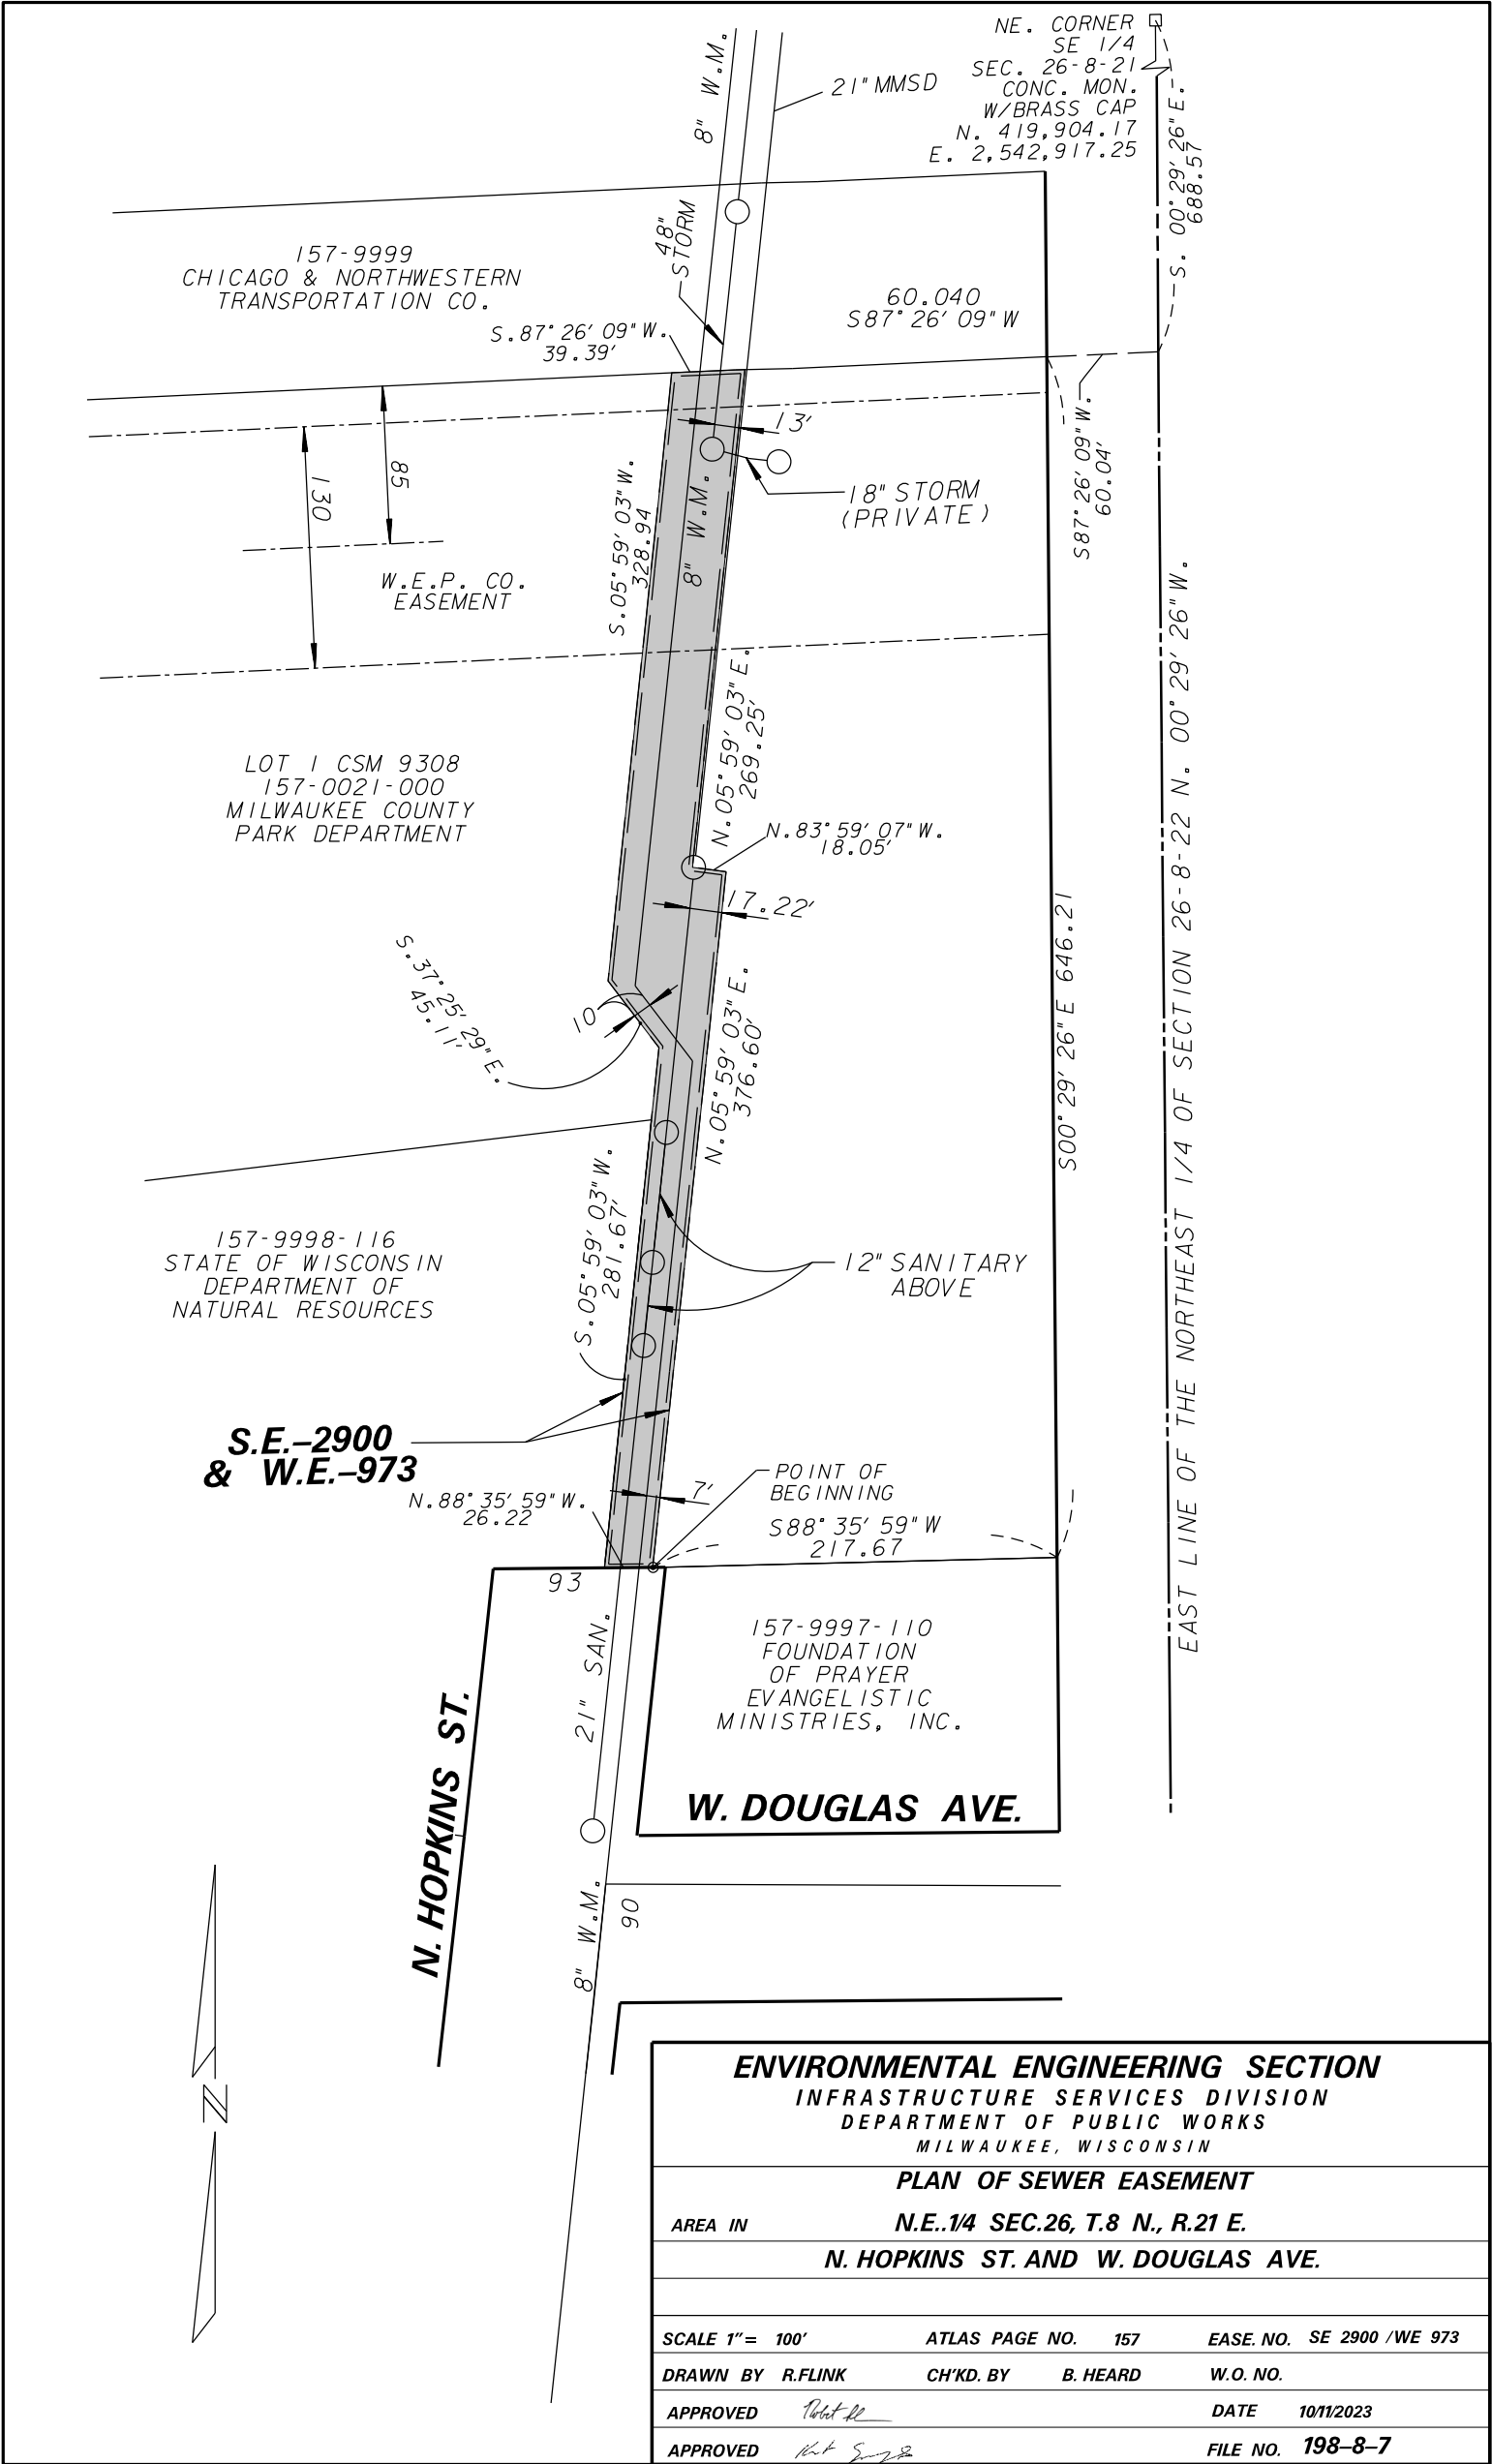 NE. CORNER
SE 1/4
SEC. 26-8-21
CONC. MON.
W/BRASS CAP
N. 419,904.17
E. 2,542,917.25
S. 00°29'26"E.
688.57
8" W.M.
21" MMSD
48"
STORM
157-9999
CHICAGO & NORTHWESTERN
TRANSPORTATION CO.
60.040
S87°26'09"W
S.87°26'09"W.
39.39'
13'
85
130
18" STORM
(PRIVATE)
S87°26'09"W.
60.04'
S.05°59'03"W.
328.94
8" W.M.
W.E.P. CO.
EASEMENT
N.05°59'03"E.
269.25'
LOT 1 CSM 9308
157-0021-000
MILWAUKEE COUNTY
PARK DEPARTMENT
N.83°59'07"W.
18.05'
17.22'
S.37°25'29"E.
45.11'
10
N.05°59'03"E.
376.60'
S00°29'26"E 646.21
EAST LINE OF THE NORTHEAST 1/4 OF SECTION 26-8-22 N. 00°29'26"W.
157-9998-116
STATE OF WISCONSIN
DEPARTMENT OF
NATURAL RESOURCES
S.05°59'03"W.
281.67'
12" SANITARY
ABOVE
S.E.–2900
& W.E.–973
N.88°35'59"W.
26.22
7'
POINT OF
BEGINNING
S88°35'59"W
217.67
93
157-9997-110
FOUNDATION
OF PRAYER
EVANGELISTIC
MINISTRIES, INC.
21" SAN.
N. HOPKINS ST.
W. DOUGLAS AVE.
8" W.M.
90
N
ENVIRONMENTAL ENGINEERING SECTION
INFRASTRUCTURE SERVICES DIVISION
DEPARTMENT OF PUBLIC WORKS
MILWAUKEE, WISCONSIN
PLAN OF SEWER EASEMENT
AREA IN N.E..1/4 SEC.26, T.8 N., R.21 E.
N. HOPKINS ST. AND W. DOUGLAS AVE.
SCALE 1"= 100' ATLAS PAGE NO. 157 EASE. NO. SE 2900 /WE 973
DRAWN BY R.FLINK CH'KD. BY B. HEARD W.O. NO.
APPROVED DATE 10/11/2023
APPROVED FILE NO. 198–8–7